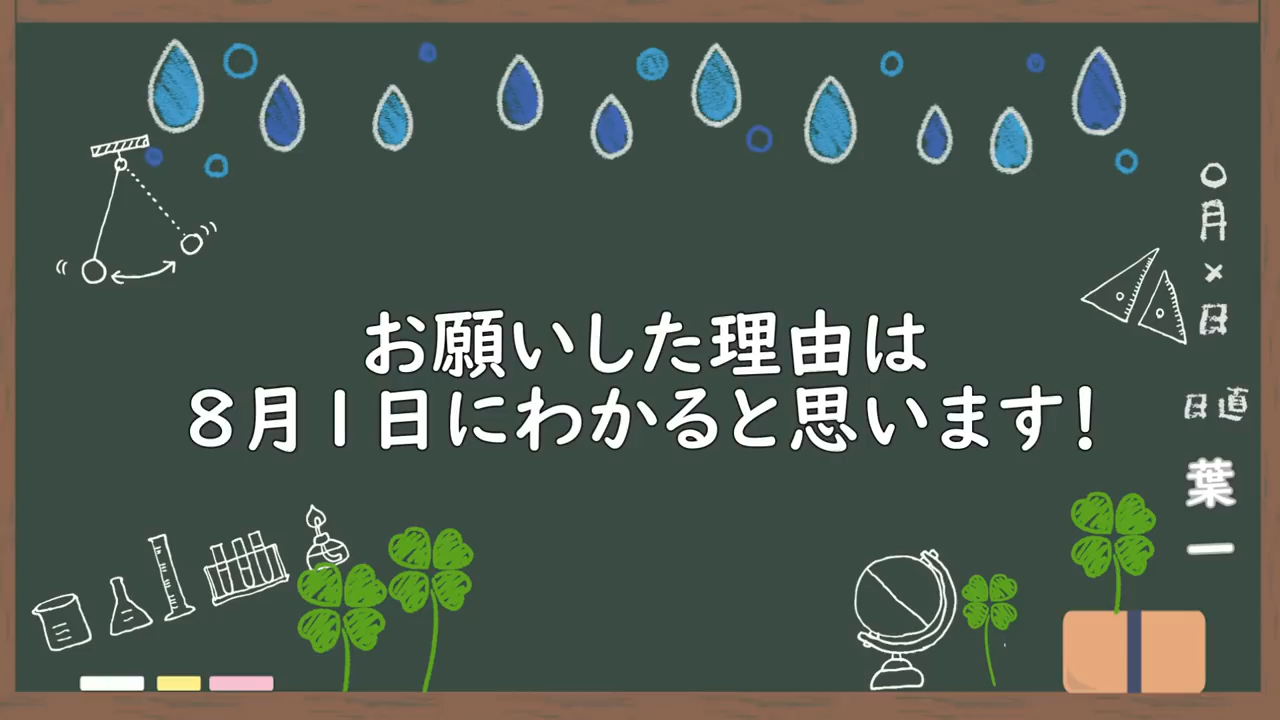 お願いした理由は
8月1日にわかると思います!
〇月×日
日直
葉一